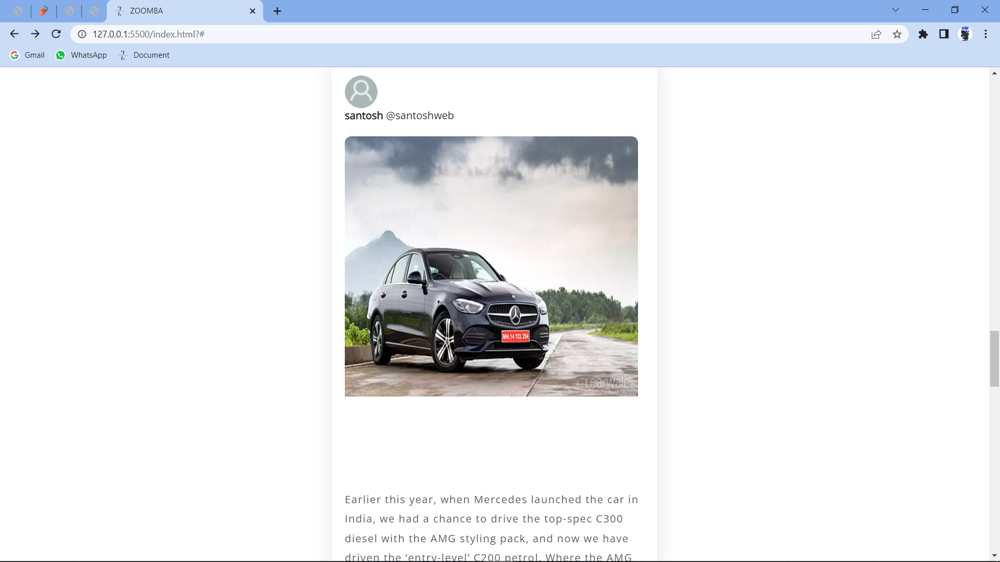 ZOOMBA
127.0.0.1:5500/index.html?#
Gmail WhatsApp Document
santosh @santoshweb
MH.14 TCL 254
carwale
Earlier this year, when Mercedes launched the car in
India, we had a chance to drive the top-spec C300
diesel with the AMG styling pack, and now we have
driven the ‘entry-level’ C200 petrol. Where the AMG